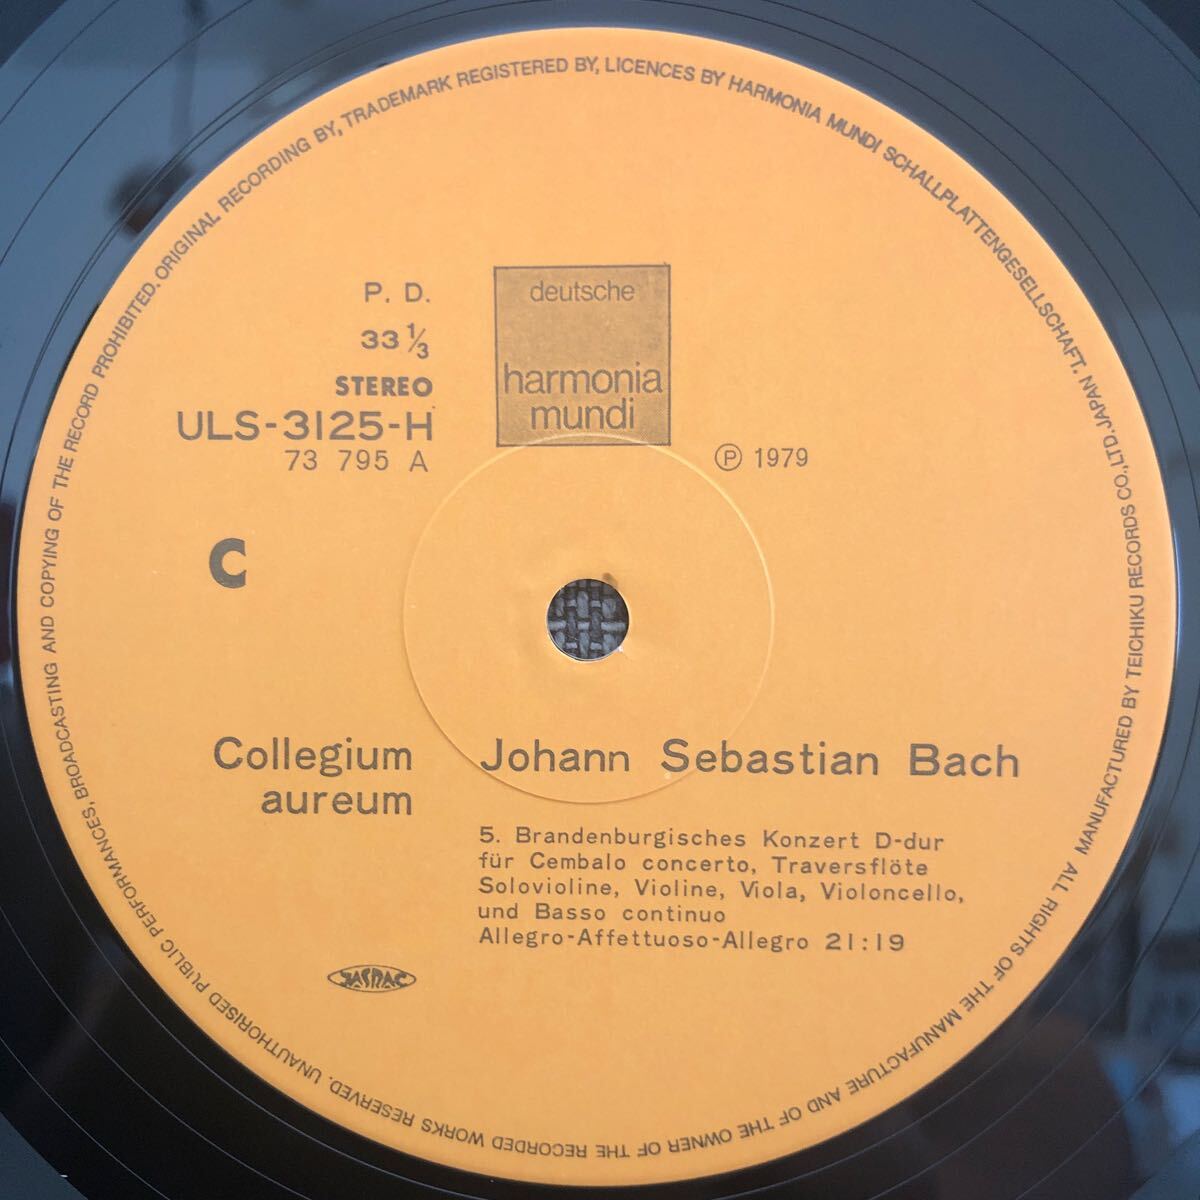 ORIGINAL RECORDING BY, TRADEMARK REGISTERED BY, LICENCES BY HARMONIA MUNDI SCHALLPLATTENGESELLSCHAFT. JAPAN MANUFACTURED BY TEICHIKU RECORDS CO., LTD. ALL RIGHTS OF THE MANUFACTURE AND OF THE OWNER OF THE RECORDED WORKS RESERVED. UNAUTHORISED PUBLIC PERFORMANCES, BROADCASTING AND COPYING OF THE RECORD PROHIBITED.
P. D.
33 1/3
STEREO
ULS-3125-H
73 795 A
deutsche
harmonia
mundi
Ⓟ 1979
C
Collegium
aureum
Johann Sebastian Bach
5. Brandenburgisches Konzert D-dur
für Cembalo concerto, Traversflöte
Solovioline, Violine, Viola, Violoncello,
und Basso continuo
Allegro-Affettuoso-Allegro 21:19
JASRAC